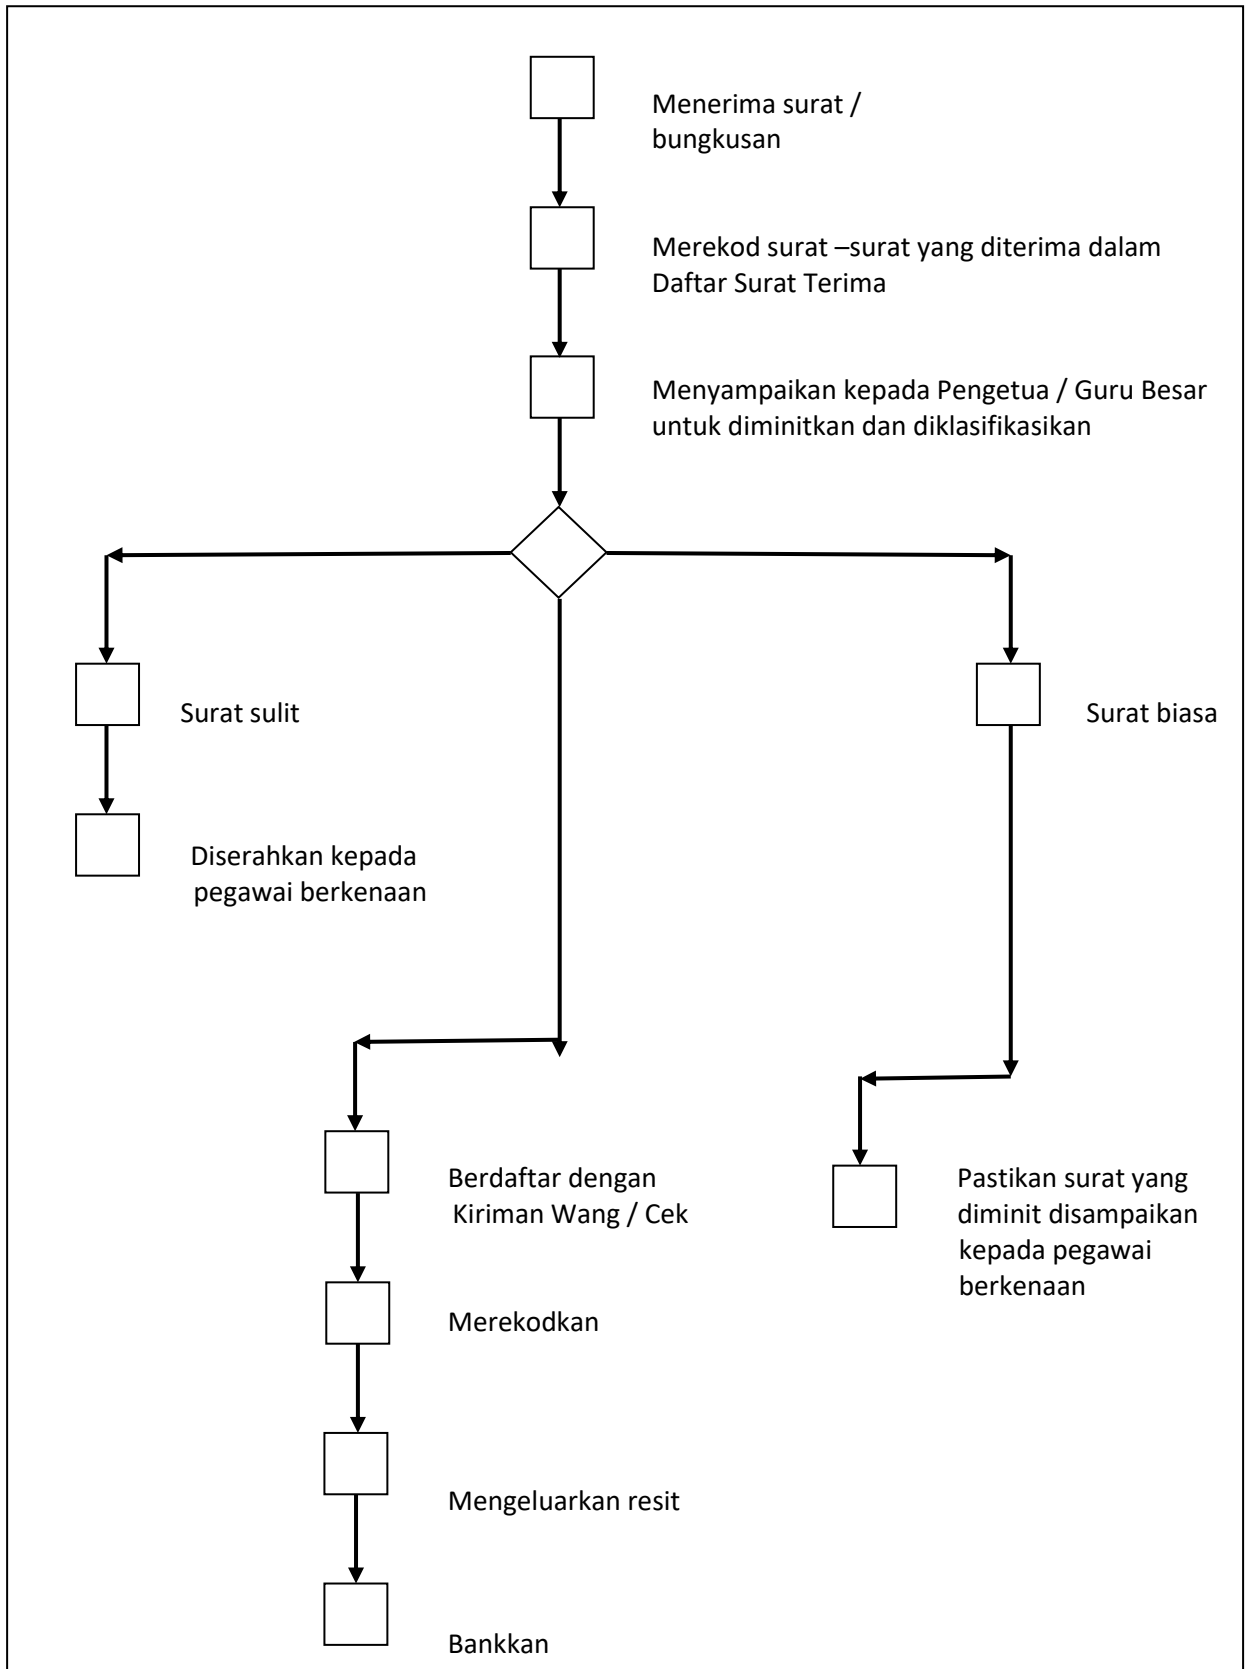 Menerima surat /
bungkusan
Merekod surat –surat yang diterima dalam
Daftar Surat Terima
Menyampaikan kepada Pengetua / Guru Besar
untuk diminitkan dan diklasifikasikan
Surat sulit
Surat biasa
Diserahkan kepada
pegawai berkenaan
Berdaftar dengan
Kiriman Wang / Cek
Pastikan surat yang
diminit disampaikan
kepada pegawai
berkenaan
Merekodkan
Mengeluarkan resit
Bankkan